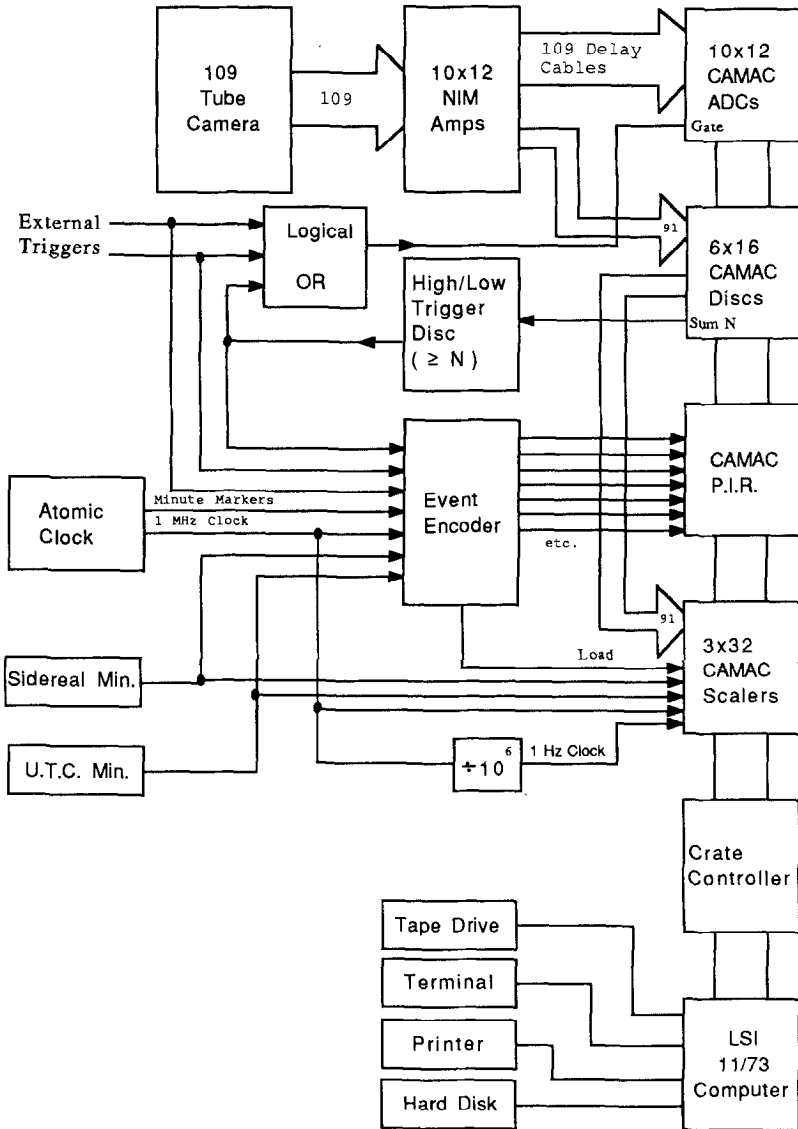 109
Tube
Camera
109
10x12
NIM
Amps
109 Delay
Cables
10x12
CAMAC
ADCs
Gate
External
Triggers
Logical
OR
High/Low
Trigger
Disc
( ≥ N )
91
6x16
CAMAC
Discs
Sum N
Atomic
Clock
Minute Markers
1 MHz Clock
Event
Encoder
etc.
CAMAC
P.I.R.
Sidereal Min.
U.T.C. Min.
Load
91
3x32
CAMAC
Scalers
÷10⁶
1 Hz Clock
Crate
Controller
Tape Drive
Terminal
Printer
Hard Disk
LSI
11/73
Computer